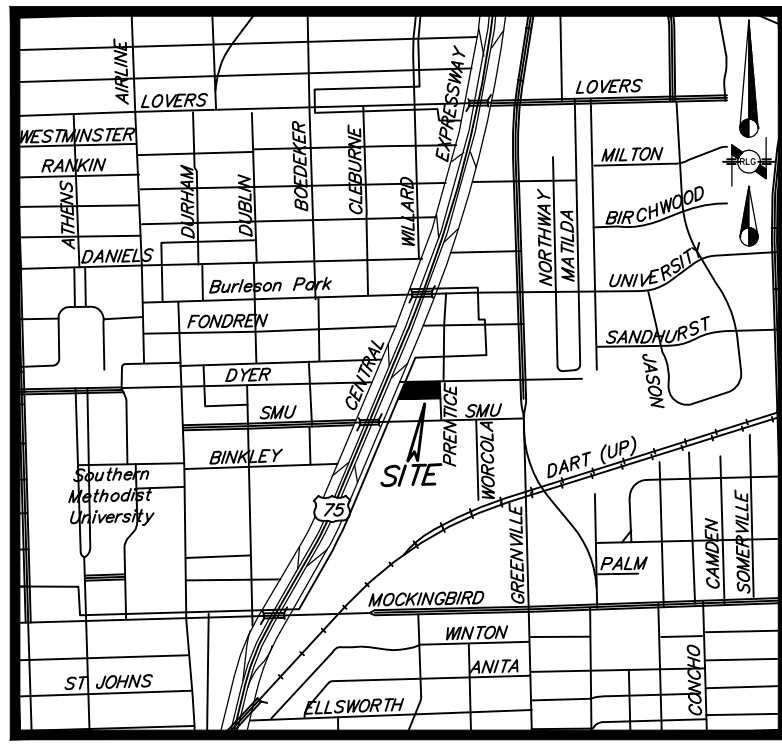 AIRLINE
LOVERS
EXPRESSWAY
LOVERS
WESTMINSTER
RANKIN
ATHENS
DURHAM
DUBLIN
BOEDEKER
CLEBURNE
WILLARD
MILTON
RLG
BIRCHWOOD
NORTHWAY
MATILDA
DANIELS
UNIVERSITY
Burleson Park
FONDREN
SANDHURST
JASON
DYER
CENTRAL
SMU
PRENTICE
SMU
BINKLEY
SITE
WORCOLA
DART (UP)
Southern
Methodist
University
75
GREENVILLE
CAMDEN
SOMERVILLE
PALM
MOCKINGBIRD
WINTON
ANITA
CONCHO
ST JOHNS
ELLSWORTH